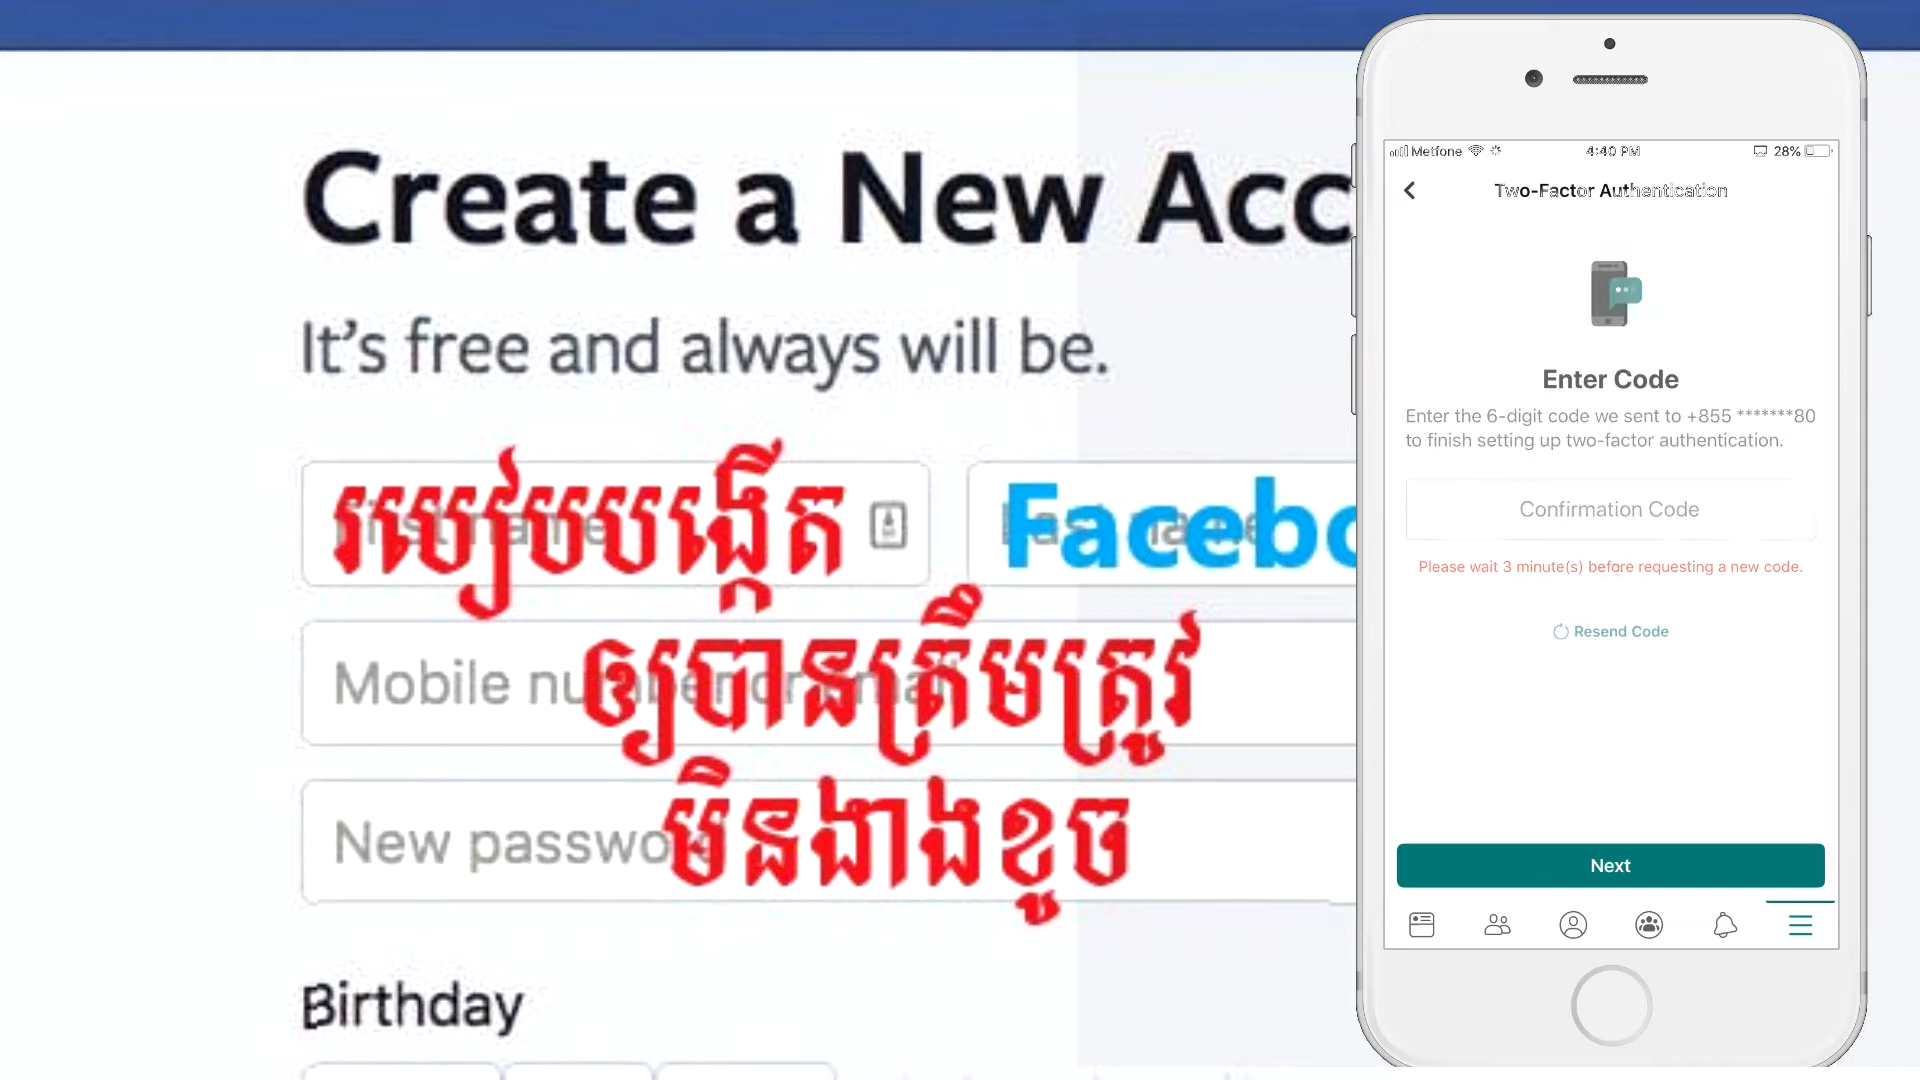 Create a New Acc
It's free and always will be.
របៀបបង្កើត Facebo
ឲ្យបានត្រឹមត្រូវ
Mobile nu
មិនងាងខូច
New passwo
Birthday
Metfone 4:40 PM 28%
Two-Factor Authentication
Enter Code
Enter the 6-digit code we sent to +855 *******80
to finish setting up two-factor authentication.
Confirmation Code
Please wait 3 minute(s) before requesting a new code.
Resend Code
Next